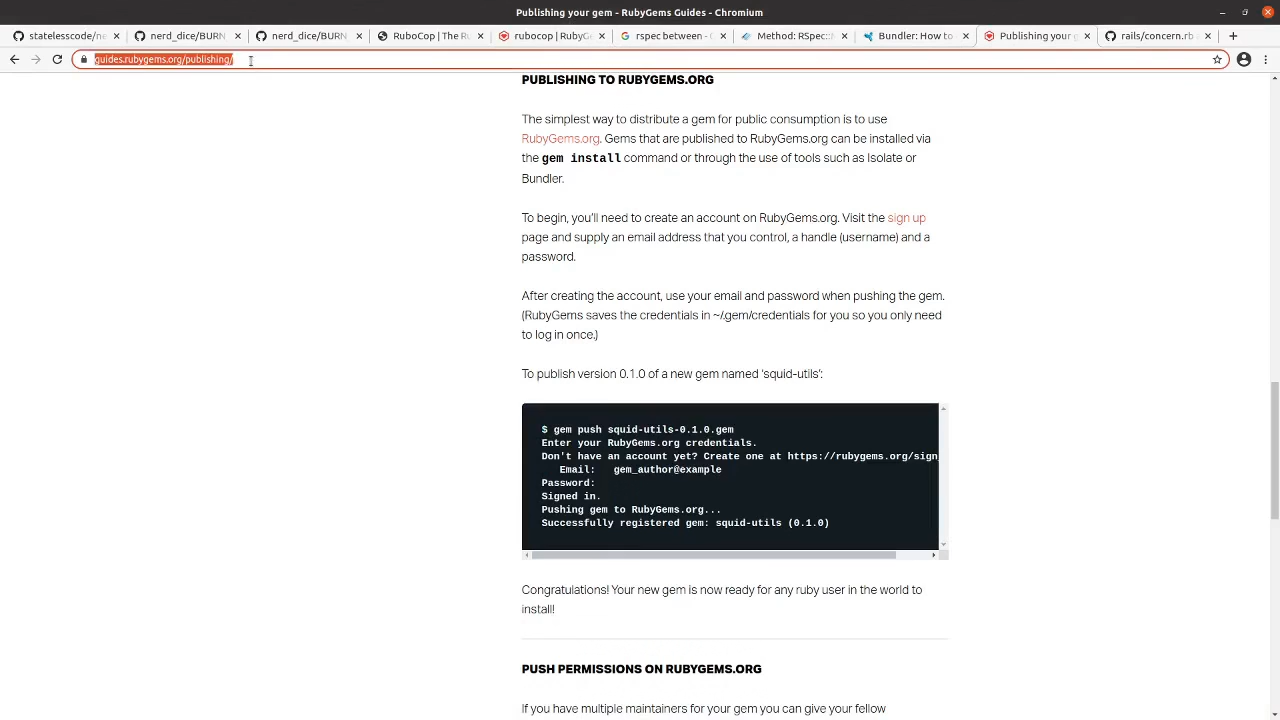 Publishing your gem - RubyGems Guides - Chromium
statelesscode/ne
nerd_dice/BURN
nerd_dice/BURN
RuboCop | The Ru
rubocop | RubyG
rspec between - G
Method: RSpec::M
Bundler: How to
Publishing your g
rails/concern.rb a
guides.rubygems.org/publishing/
PUBLISHING TO RUBYGEMS.ORG
The simplest way to distribute a gem for public consumption is to use
RubyGems.org. Gems that are published to RubyGems.org can be installed via
the gem install command or through the use of tools such as Isolate or
Bundler.
To begin, you’ll need to create an account on RubyGems.org. Visit the sign up
page and supply an email address that you control, a handle (username) and a
password.
After creating the account, use your email and password when pushing the gem.
(RubyGems saves the credentials in ~/.gem/credentials for you so you only need
to log in once.)
To publish version 0.1.0 of a new gem named ‘squid-utils’:
$ gem push squid-utils-0.1.0.gem
Enter your RubyGems.org credentials.
Don't have an account yet? Create one at https://rubygems.org/sign_
Email: gem_author@example
Password:
Signed in.
Pushing gem to RubyGems.org...
Successfully registered gem: squid-utils (0.1.0)
Congratulations! Your new gem is now ready for any ruby user in the world to
install!
PUSH PERMISSIONS ON RUBYGEMS.ORG
If you have multiple maintainers for your gem you can give your fellow